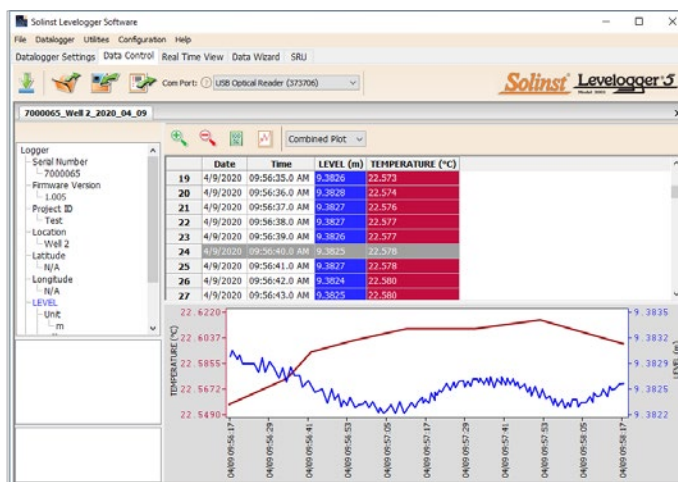 Solinst Levelogger Software
File Datalogger Utilities Configuration Help
Datalogger Settings Data Control Real Time View Data Wizard SRU
Com Port: ? USB Optical Reader (373706)
Solinst Levelogger 5
7000065_Well 2_2020_04_09
Combined Plot
Logger
Serial Number
7000065
Firmware Version
1.005
Project ID
Test
Location
Well 2
Latitude
N/A
Longitude
N/A
LEVEL
Unit
m
Date Time LEVEL (m) TEMPERATURE (°C)
19 4/9/2020 09:56:35.0 AM 9.3826 22.573
20 4/9/2020 09:56:36.0 AM 9.3828 22.574
21 4/9/2020 09:56:37.0 AM 9.3827 22.576
22 4/9/2020 09:56:38.0 AM 9.3827 22.577
23 4/9/2020 09:56:39.0 AM 9.3826 22.577
24 4/9/2020 09:56:40.0 AM 9.3825 22.578
25 4/9/2020 09:56:41.0 AM 9.3827 22.578
26 4/9/2020 09:56:42.0 AM 9.3824 22.580
27 4/9/2020 09:56:43.0 AM 9.3825 22.580
TEMPERATURE (°C)
22.6220
22.6037
22.5855
22.5672
22.5490
9.3835
9.3832
9.3829
9.3825
9.3822
LEVEL (m)
04/09 09:56:17
04/09 09:56:29
04/09 09:56:41
04/09 09:56:53
04/09 09:57:05
04/09 09:57:17
04/09 09:57:29
04/09 09:57:41
04/09 09:57:53
04/09 09:58:05
04/09 09:58:17